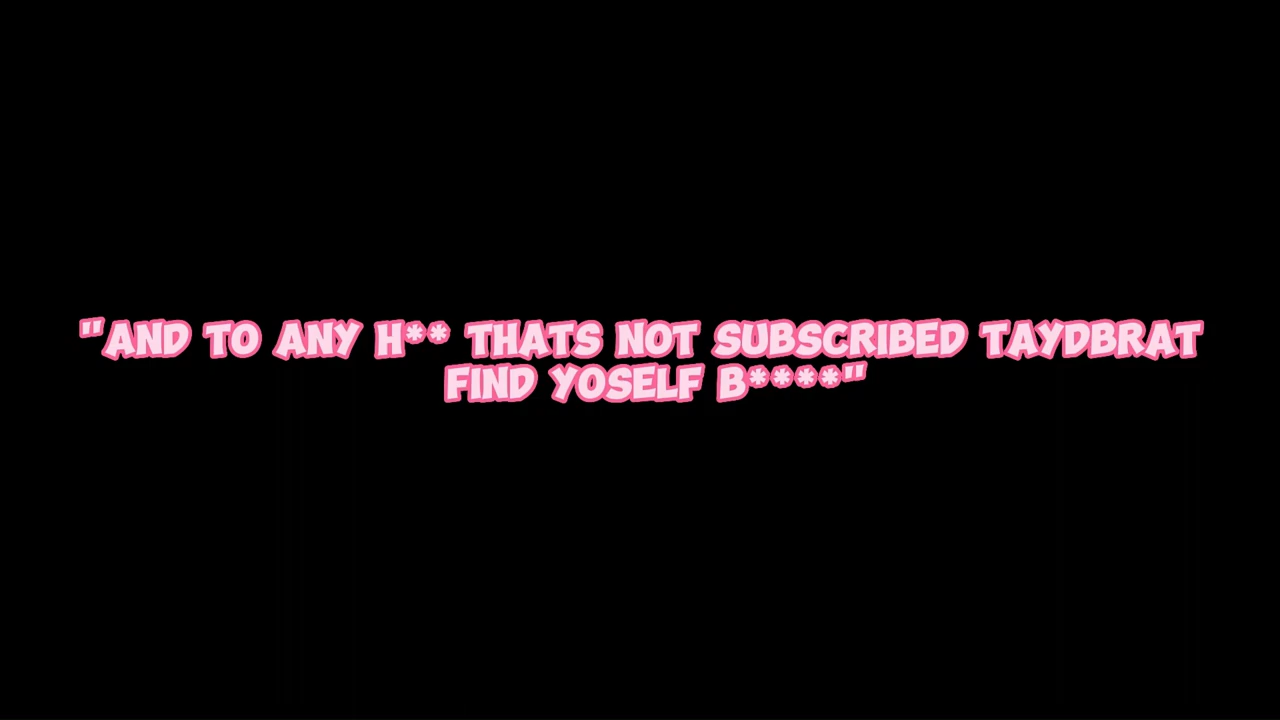 "AND TO ANY H** THATS NOT SUBSCRIBED TAYDBRAT
FIND YOSELF B****"